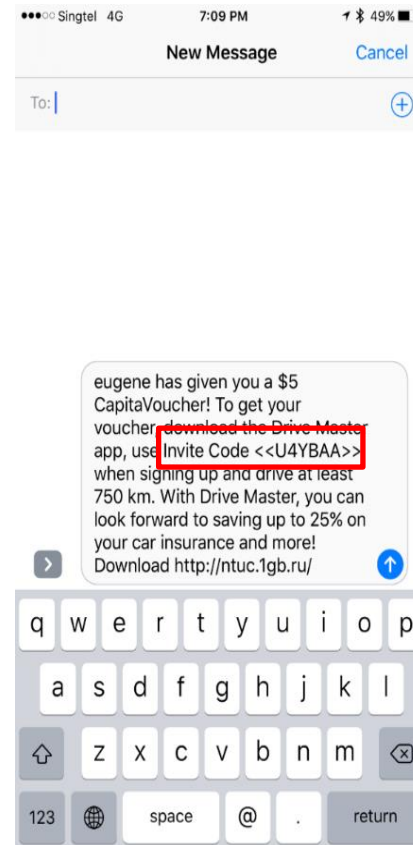 Singtel 4G 7:09 PM 49%
New Message Cancel
To:
eugene has given you a $5
CapitaVoucher! To get your
voucher, download the Drive Master
app, use Invite Code <<U4YBAA>>
when signing up and drive at least
750 km. With Drive Master, you can
look forward to saving up to 25% on
your car insurance and more!
Download http://ntuc.1gb.ru/
q w e r t y u i o p
a s d f g h j k l
z x c v b n m
123 space @ . return